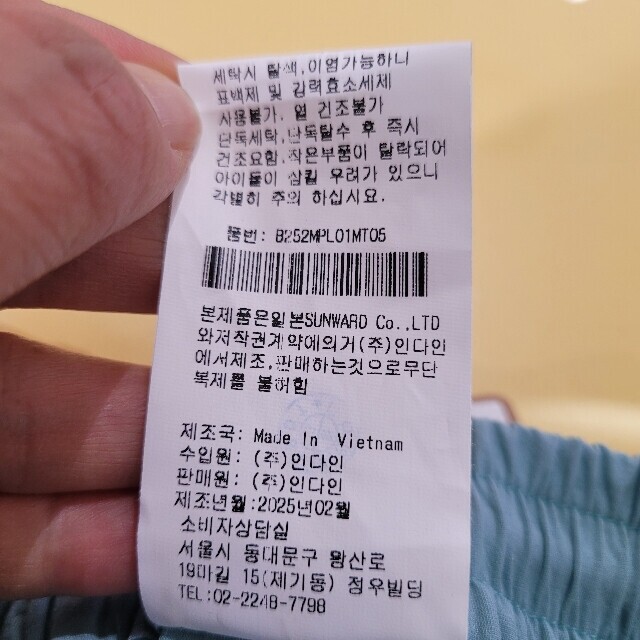 세탁시 탈색,이염가능하니
표백제 및 강력효소세제
사용불가. 열 건조불가
단독세탁,단독탈수 후 즉시
건조요함.작은부품이 탈락되어
아이들이 삼킬 우려가 있으니
각별히 주의 하십시요.
품번: B252MPL01MT05
본제품은일본SUNWARD Co.,LTD
와저작권계약에의거(주)인다인
에서제조,판매하는것으로무단
복제를 불허함
제조국: Made In Vietnam
수입원: (주)인다인
판매원: (주)인다인
제조년월:2025년02월
소비자상담실
서울시 동대문구 왕산로
19마길 15(제기동) 정우빌딩
TEL:02-2248-7798